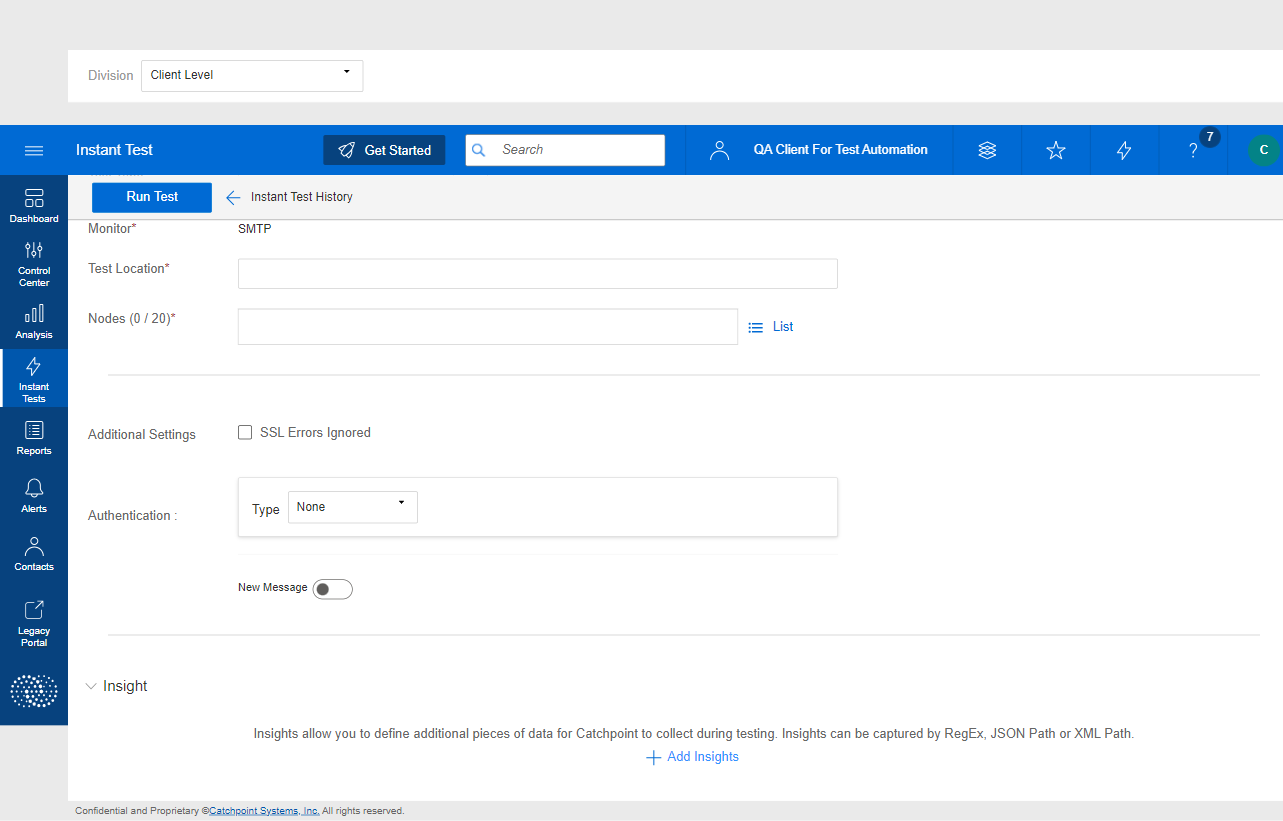 Division Client Level
Instant Test Get Started Search QA Client For Test Automation ? 7 C
Run Test Instant Test History
Dashboard
Control
Center
Analysis
Instant
Tests
Reports
Alerts
Contacts
Legacy
Portal
Monitor* SMTP
Test Location*
Nodes (0 / 20)* List
Additional Settings SSL Errors Ignored
Authentication : Type None
New Message
Insight
Insights allow you to define additional pieces of data for Catchpoint to collect during testing. Insights can be captured by RegEx, JSON Path or XML Path.
Add Insights
Confidential and Proprietary ©Catchpoint Systems, Inc. All rights reserved.